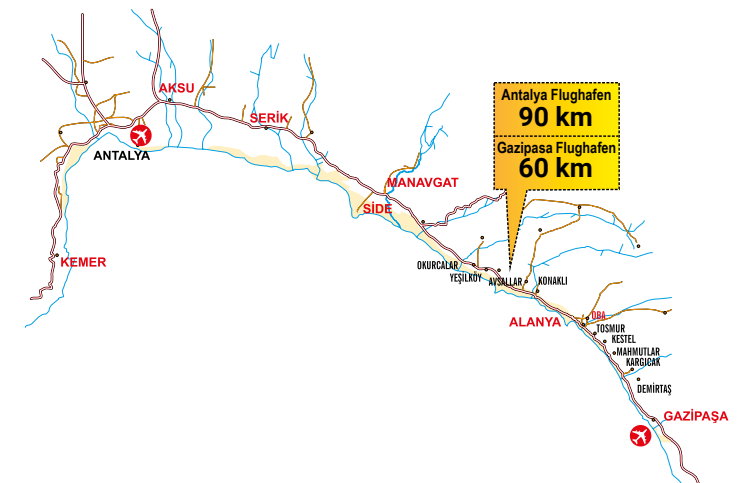 AKSU
SERİK
ANTALYA
Antalya Flughafen
90 km
Gazipasa Flughafen
60 km
MANAVGAT
SİDE
KEMER
OKURCALAR
YEŞİLKÖY
AVSALLAR
KONAKLI
ALANYA
OBA
TOSMUR
KESTEL
MAHMUTLAR
KARGICAK
DEMİRTAŞ
GAZİPAŞA